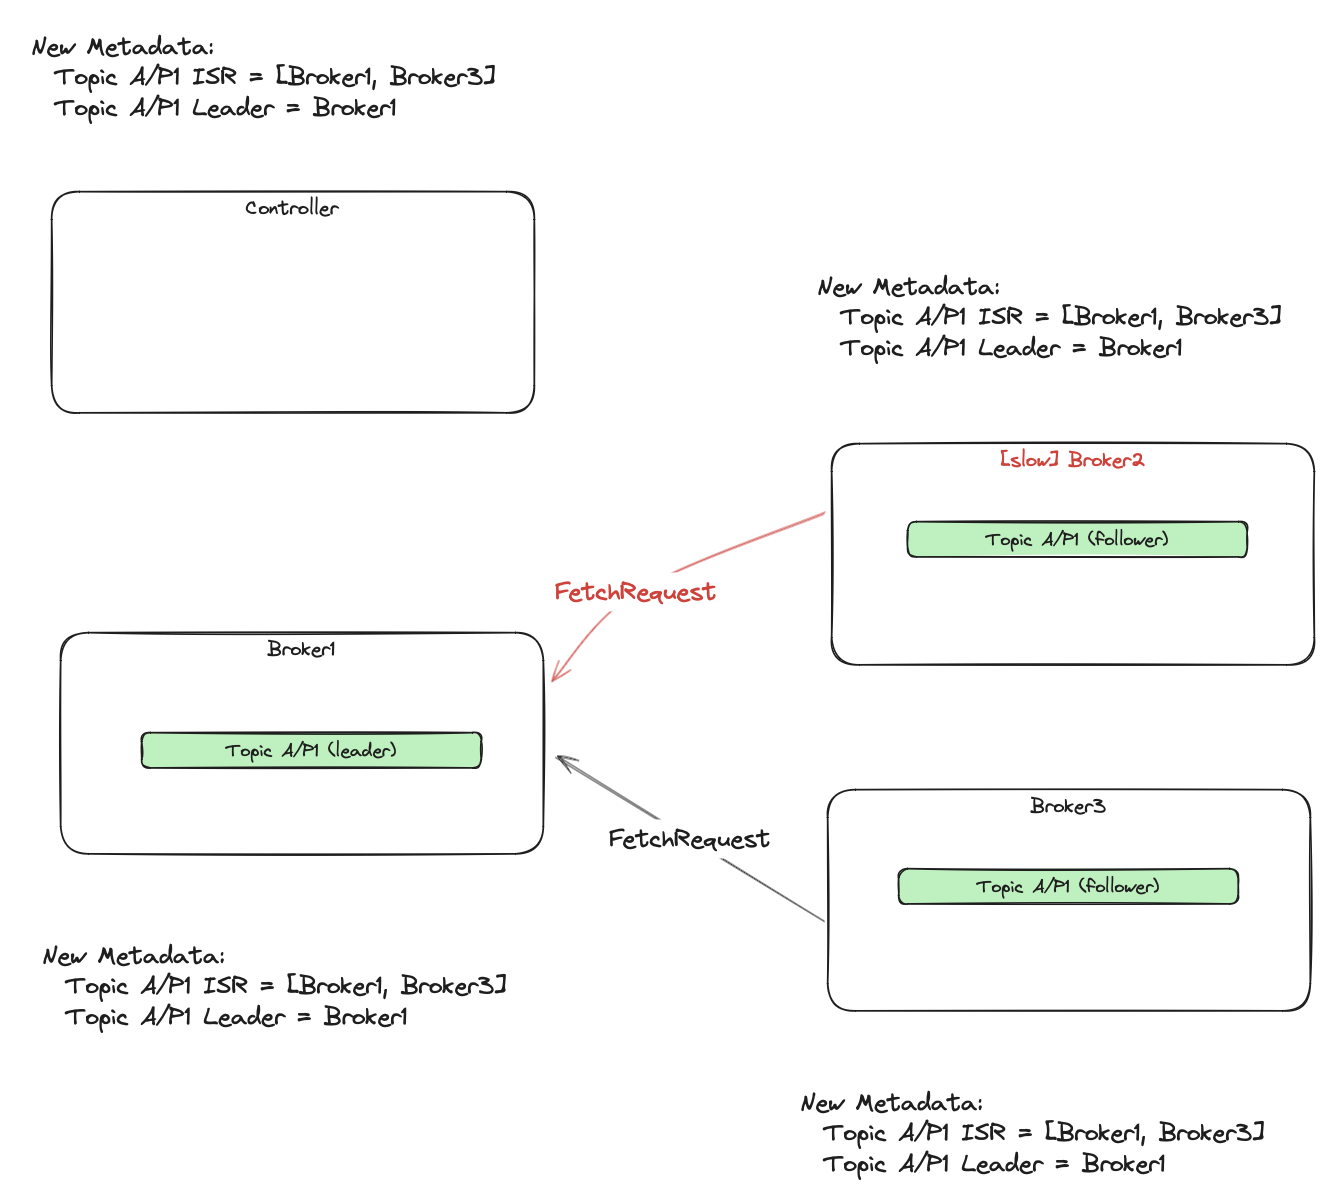 New Metadata:
Topic A/P1 ISR = [Broker1, Broker3]
Topic A/P1 Leader = Broker1
Controller
New Metadata:
Topic A/P1 ISR = [Broker1, Broker3]
Topic A/P1 Leader = Broker1
[slow] Broker2
Topic A/P1 (follower)
FetchRequest
Broker1
Topic A/P1 (leader)
FetchRequest
Broker3
Topic A/P1 (follower)
New Metadata:
Topic A/P1 ISR = [Broker1, Broker3]
Topic A/P1 Leader = Broker1
New Metadata:
Topic A/P1 ISR = [Broker1, Broker3]
Topic A/P1 Leader = Broker1